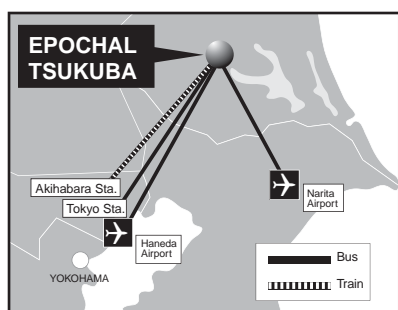 EPOCHAL
TSUKUBA
Akihabara Sta.
Tokyo Sta.
Haneda
Airport
Narita
Airport
YOKOHAMA
Bus
Train